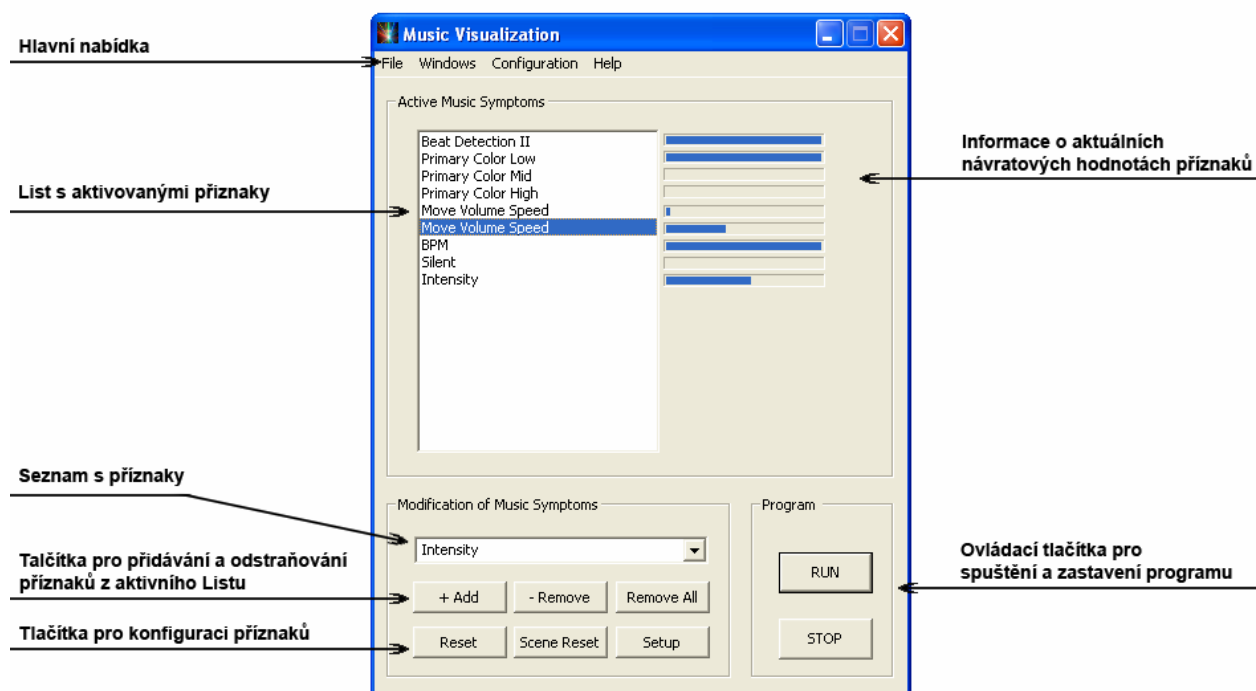 Hlavní nabídka
Music Visualization
File Windows Configuration Help
Active Music Symptoms
Beat Detection II
Primary Color Low
Primary Color Mid
Primary Color High
Move Volume Speed
Move Volume Speed
BPM
Silent
Intensity
Informace o aktuálních
návratových hodnotách příznaků
List s aktivovanými přiznaky
Seznam s příznaky
Modification of Music Symptoms
Program
Intensity
Talčítka pro přidávání a odstraňování
příznaků z aktivního Listu
+ Add - Remove Remove All
RUN
Ovládací tlačítka pro
spuštění a zastavení programu
Tlačítka pro konfiguraci příznaků
Reset Scene Reset Setup
STOP